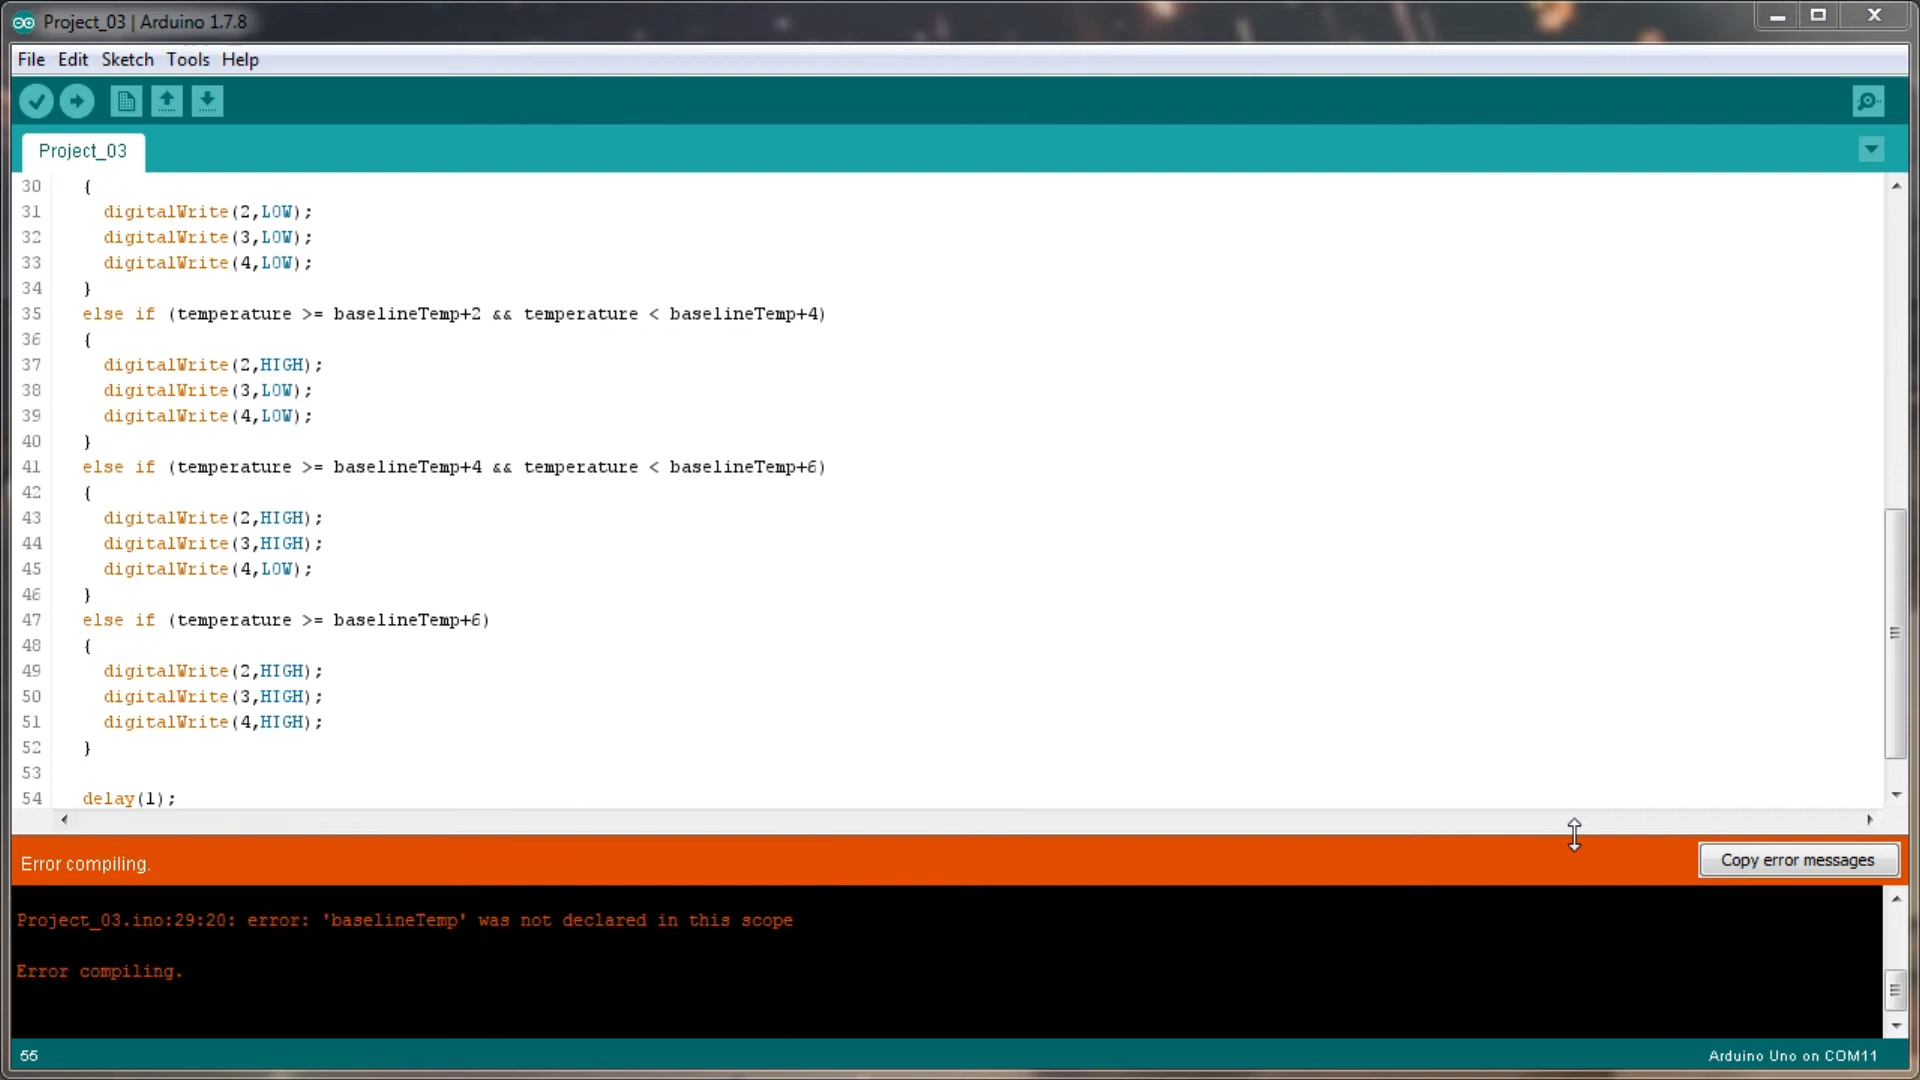 Project_03 | Arduino 1.7.8
File Edit Sketch Tools Help
Project_03
30 {
31 digitalWrite(2,LOW);
32 digitalWrite(3,LOW);
33 digitalWrite(4,LOW);
34 }
35 else if (temperature >= baselineTemp+2 && temperature < baselineTemp+4)
36 {
37 digitalWrite(2,HIGH);
38 digitalWrite(3,LOW);
39 digitalWrite(4,LOW);
40 }
41 else if (temperature >= baselineTemp+4 && temperature < baselineTemp+6)
42 {
43 digitalWrite(2,HIGH);
44 digitalWrite(3,HIGH);
45 digitalWrite(4,LOW);
46 }
47 else if (temperature >= baselineTemp+6)
48 {
49 digitalWrite(2,HIGH);
50 digitalWrite(3,HIGH);
51 digitalWrite(4,HIGH);
52 }
53
54 delay(1);
Error compiling. Copy error messages
Project_03.ino:29:20: error: 'baselineTemp' was not declared in this scope
Error compiling.
55 Arduino Uno on COM11